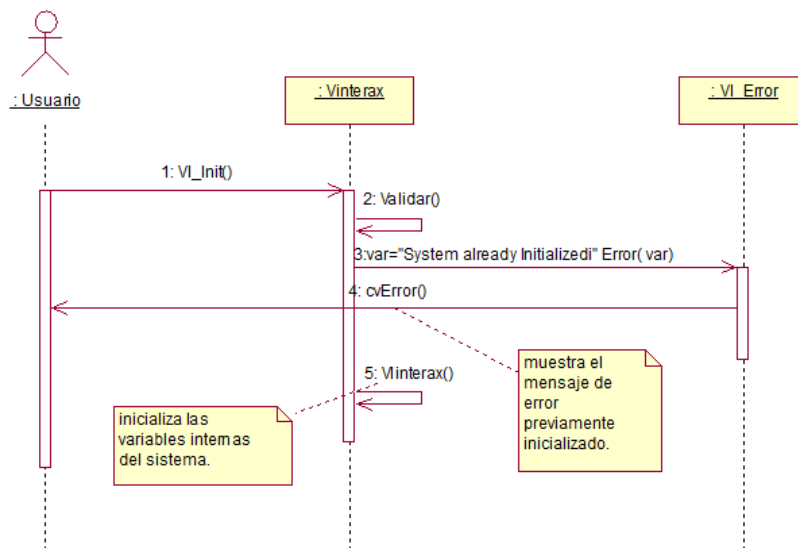 : Usuario
: Vinterax
: VI_Error
1: VI_Init()
2: Validar()
3:var="System already Initializedi" Error( var)
4: cvError()
5: VIinterax()
muestra el
mensaje de
error
previamente
inicializado.
inicializa las
variables internas
del sistema.